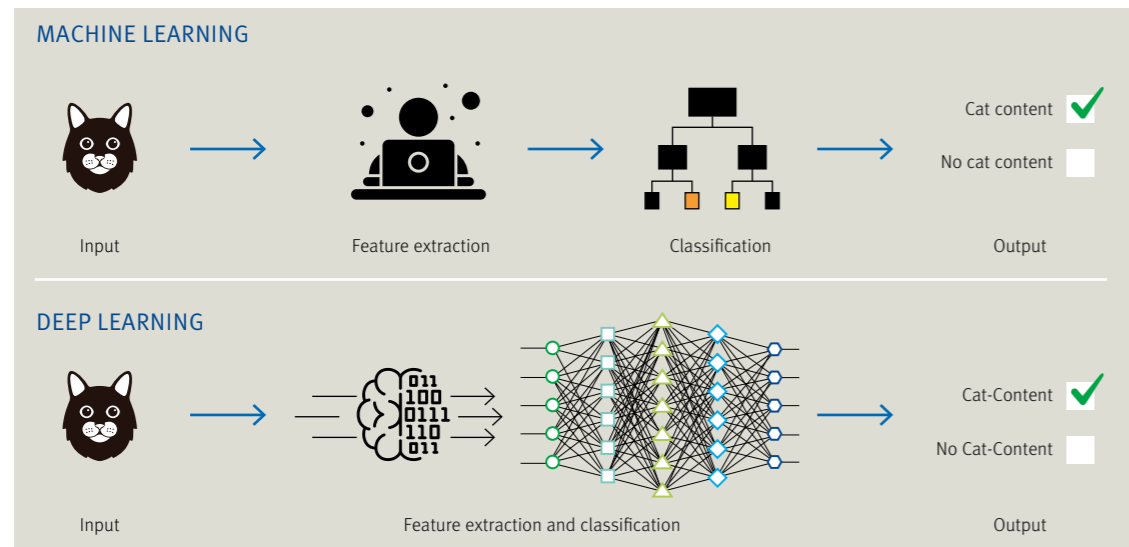 MACHINE LEARNING
Cat content
No cat content
Input
Feature extraction
Classification
Output
DEEP LEARNING
011
100
0111
110
011
Cat-Content
No Cat-Content
Input
Feature extraction and classification
Output